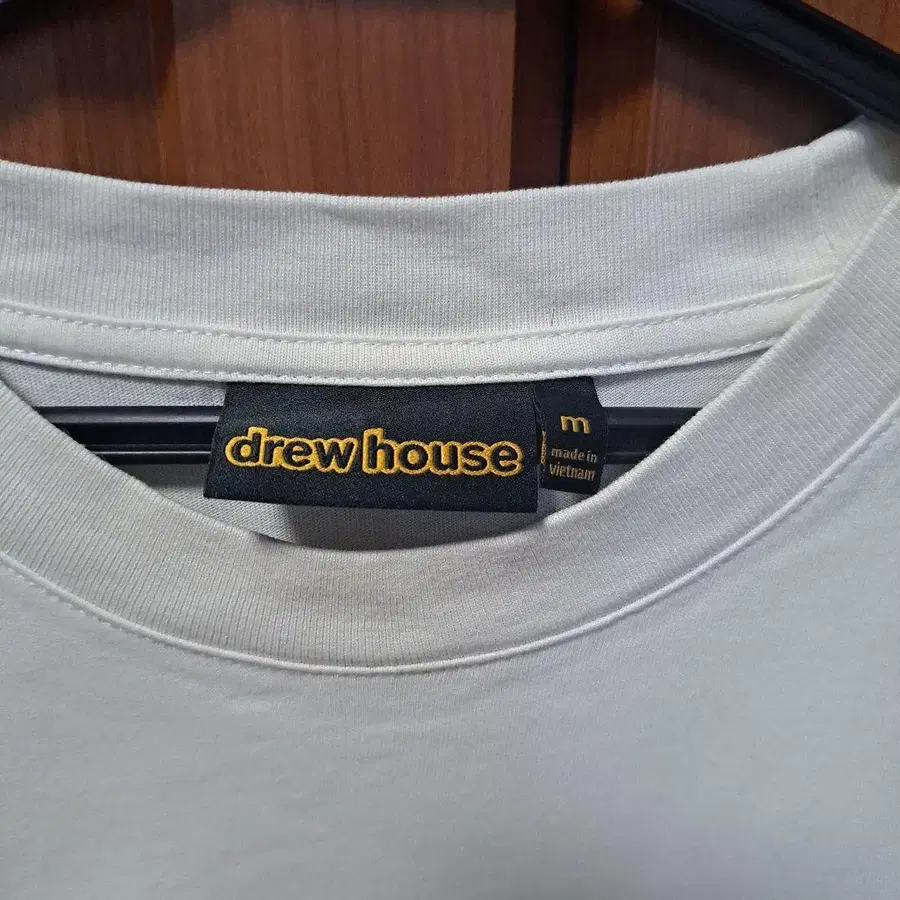 drew house
m
made in
vietnam